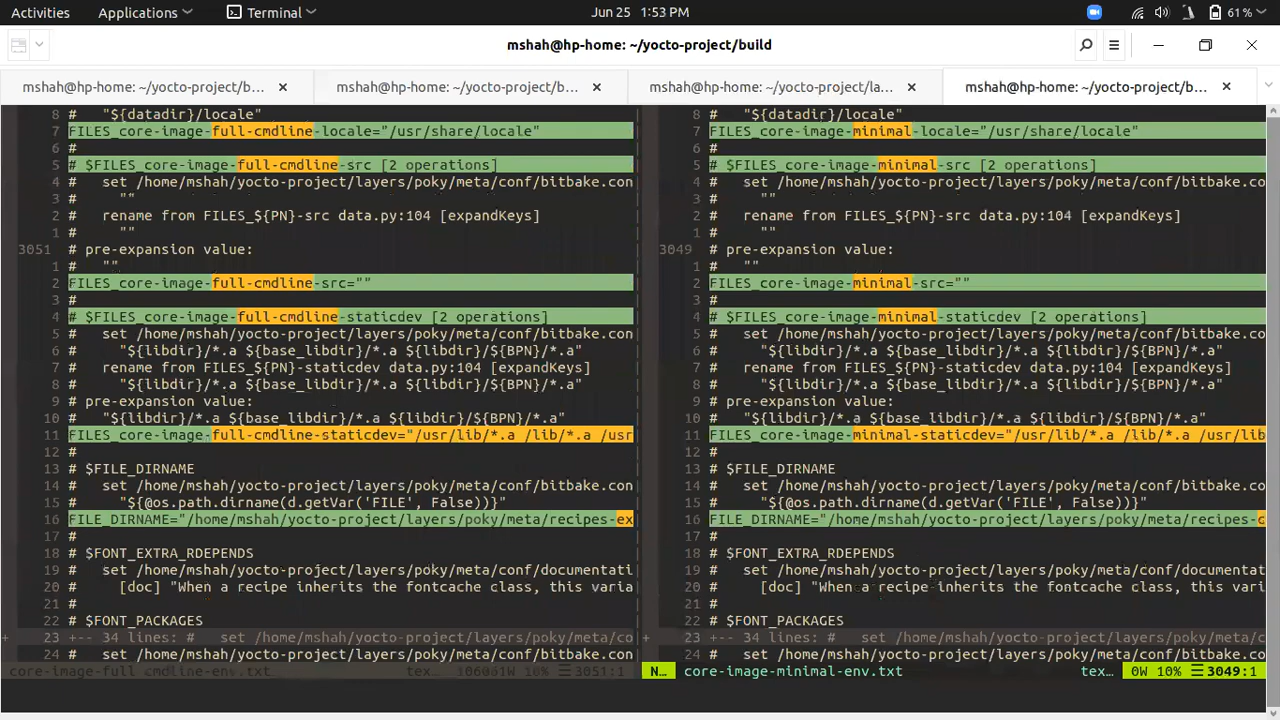 Activities Applications Terminal Jun 25 1:53 PM 61 %
mshah@hp-home: ~/yocto-project/build
mshah@hp-home: ~/yocto-project/b... mshah@hp-home: ~/yocto-project/b... mshah@hp-home: ~/yocto-project/la... mshah@hp-home: ~/yocto-project/b...
8 #   "${datadir}/locale"
7 FILES_core-image-full-cmdline-locale="/usr/share/locale"
6 #
5 # $FILES_core-image-full-cmdline-src [2 operations]
4 #   set /home/mshah/yocto-project/layers/poky/meta/conf/bitbake.con
3 #     ""
2 #   rename from FILES_${PN}-src data.py:104 [expandKeys]
1 #     ""
3051 # pre-expansion value:
1 #   ""
2 FILES_core-image-full-cmdline-src=""
3 #
4 # $FILES_core-image-full-cmdline-staticdev [2 operations]
5 #   set /home/mshah/yocto-project/layers/poky/meta/conf/bitbake.con
6 #     "${libdir}/*.a ${base_libdir}/*.a ${libdir}/${BPN}/*.a"
7 #   rename from FILES_${PN}-staticdev data.py:104 [expandKeys]
8 #     "${libdir}/*.a ${base_libdir}/*.a ${libdir}/${BPN}/*.a"
9 # pre-expansion value:
10 #   "${libdir}/*.a ${base_libdir}/*.a ${libdir}/${BPN}/*.a"
11 FILES_core-image-full-cmdline-staticdev="/usr/lib/*.a /lib/*.a /usr
12 #
13 # $FILE_DIRNAME
14 #   set /home/mshah/yocto-project/layers/poky/meta/conf/bitbake.con
15 #     "${@os.path.dirname(d.getVar('FILE', False))}"
16 FILE_DIRNAME="/home/mshah/yocto-project/layers/poky/meta/recipes-ex
17 #
18 # $FONT_EXTRA_RDEPENDS
19 #   set /home/mshah/yocto-project/layers/poky/meta/conf/documentati
20 #     [doc] "When a recipe inherits the fontcache class, this varia
21 #
22 # $FONT_PACKAGES
+ 23 +-- 34 lines: #   set /home/mshah/yocto-project/layers/poky/meta/co
24 #   set /home/mshah/yocto-project/layers/poky/meta/conf/bitbake.con
core-image-full cmdline-env.txt tex… 10% ☰ 3051:1
8 #   "${datadir}/locale"
7 FILES_core-image-minimal-locale="/usr/share/locale"
6 #
5 # $FILES_core-image-minimal-src [2 operations]
4 #   set /home/mshah/yocto-project/layers/poky/meta/conf/bitbake.con
3 #     ""
2 #   rename from FILES_${PN}-src data.py:104 [expandKeys]
1 #     ""
3049 # pre-expansion value:
1 #   ""
2 FILES_core-image-minimal-src=""
3 #
4 # $FILES_core-image-minimal-staticdev [2 operations]
5 #   set /home/mshah/yocto-project/layers/poky/meta/conf/bitbake.con
6 #     "${libdir}/*.a ${base_libdir}/*.a ${libdir}/${BPN}/*.a"
7 #   rename from FILES_${PN}-staticdev data.py:104 [expandKeys]
8 #     "${libdir}/*.a ${base_libdir}/*.a ${libdir}/${BPN}/*.a"
9 # pre-expansion value:
10 #   "${libdir}/*.a ${base_libdir}/*.a ${libdir}/${BPN}/*.a"
11 FILES_core-image-minimal-staticdev="/usr/lib/*.a /lib/*.a /usr/lib
12 #
13 # $FILE_DIRNAME
14 #   set /home/mshah/yocto-project/layers/poky/meta/conf/bitbake.con
15 #     "${@os.path.dirname(d.getVar('FILE', False))}"
16 FILE_DIRNAME="/home/mshah/yocto-project/layers/poky/meta/recipes-c
17 #
18 # $FONT_EXTRA_RDEPENDS
19 #   set /home/mshah/yocto-project/layers/poky/meta/conf/documentat
20 #     [doc] "When a recipe inherits the fontcache class, this vari
21 #
22 # $FONT_PACKAGES
+ 23 +-- 34 lines: #   set /home/mshah/yocto-project/layers/poky/meta/c
24 #   set /home/mshah/yocto-project/layers/poky/meta/conf/bitbake.co
N… core-image-minimal-env.txt tex… 0W 10% ☰ 3049:1